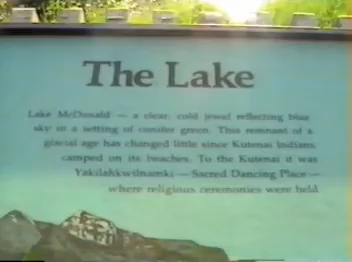 The Lake
Lake McDonald — a clear, cold jewel reflecting blue
sky in a setting of conifer green. This remnant of a
glacial age has changed little since Kutenai Indians
camped on its beaches. To the Kutenai it was
Yakilahkwilnamki — Sacred Dancing Place —
where religious ceremonies were held.